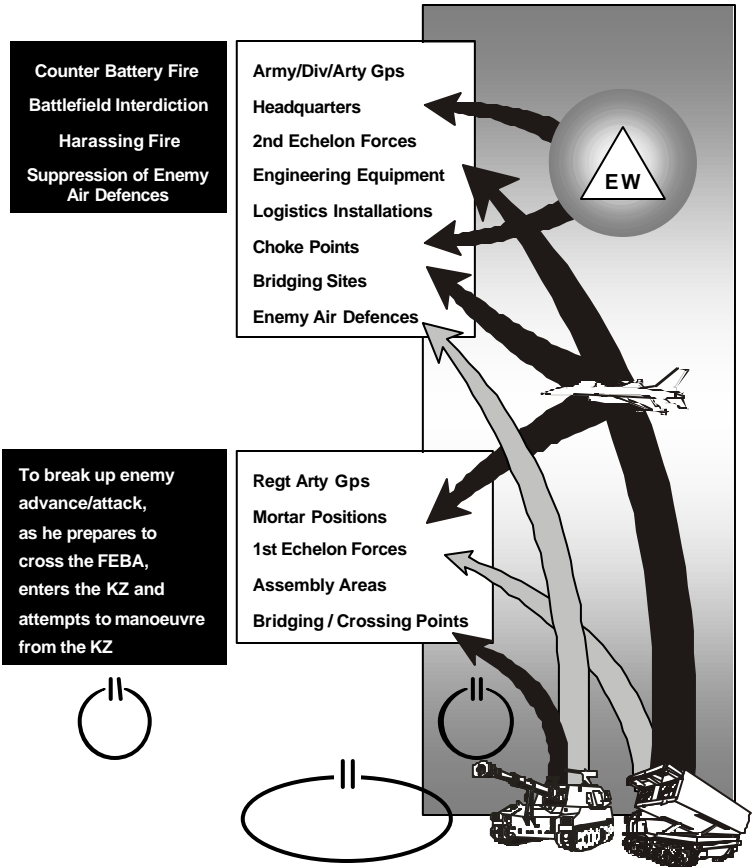 Counter Battery Fire
Battlefield Interdiction
Harassing Fire
Suppression of Enemy
Air Defences
Army/Div/Arty Gps
Headquarters
2nd Echelon Forces
Engineering Equipment
Logistics Installations
Choke Points
Bridging Sites
Enemy Air Defences
EW
To break up enemy
advance/attack,
as he prepares to
cross the FEBA,
enters the KZ and
attempts to manoeuvre
from the KZ
Regt Arty Gps
Mortar Positions
1st Echelon Forces
Assembly Areas
Bridging / Crossing Points